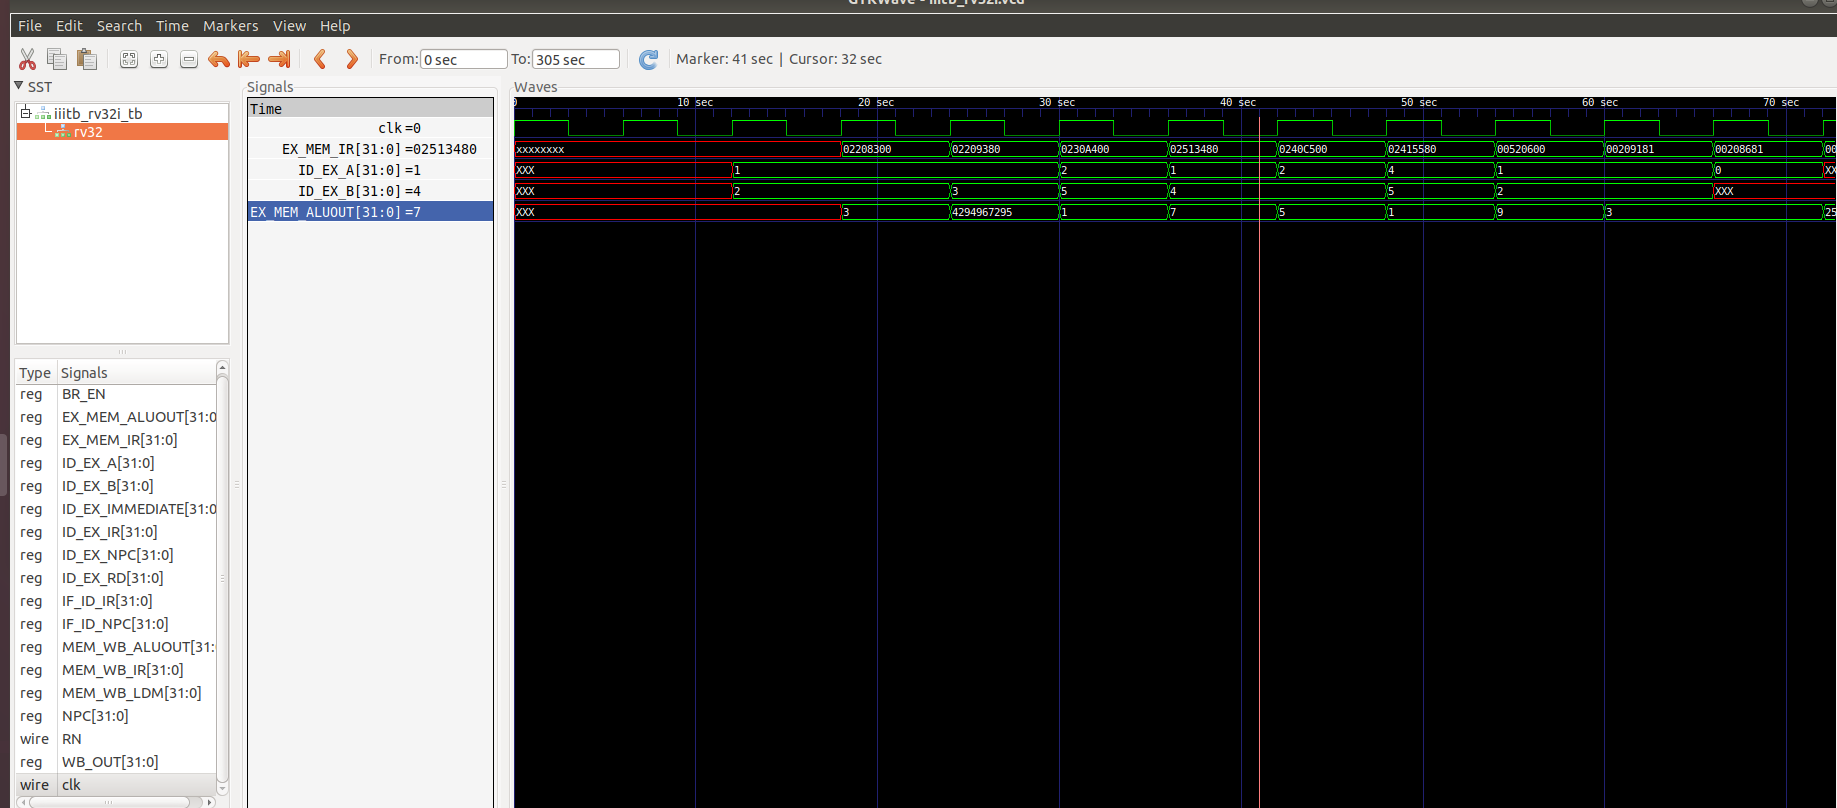 GTKWave - iiitb_rv32i.vcd
File Edit Search Time Markers View Help
From: 0 sec To: 305 sec Marker: 41 sec | Cursor: 32 sec
SST
iiitb_rv32i_tb
rv32
Type Signals
reg BR_EN
reg EX_MEM_ALUOUT[31:0
reg EX_MEM_IR[31:0]
reg ID_EX_A[31:0]
reg ID_EX_B[31:0]
reg ID_EX_IMMEDIATE[31:0
reg ID_EX_IR[31:0]
reg ID_EX_NPC[31:0]
reg ID_EX_RD[31:0]
reg IF_ID_IR[31:0]
reg IF_ID_NPC[31:0]
reg MEM_WB_ALUOUT[31:
reg MEM_WB_IR[31:0]
reg MEM_WB_LDM[31:0]
reg NPC[31:0]
wire RN
reg WB_OUT[31:0]
wire clk
Signals
Time
clk =0
EX_MEM_IR[31:0] =02513480
ID_EX_A[31:0] =1
ID_EX_B[31:0] =4
EX_MEM_ALUOUT[31:0] =7
Waves
0 10 sec 20 sec 30 sec 40 sec 50 sec 60 sec 70 sec
xxxxxxxx 02208300 02209380 0230A400 02513480 0240C500 02415580 00520600 00209181 00208681 00
XXX 1 2 1 2 4 1 0 XX
XXX 2 3 5 4 5 2 XXX
XXX 3 4294967295 1 7 5 1 9 3 25